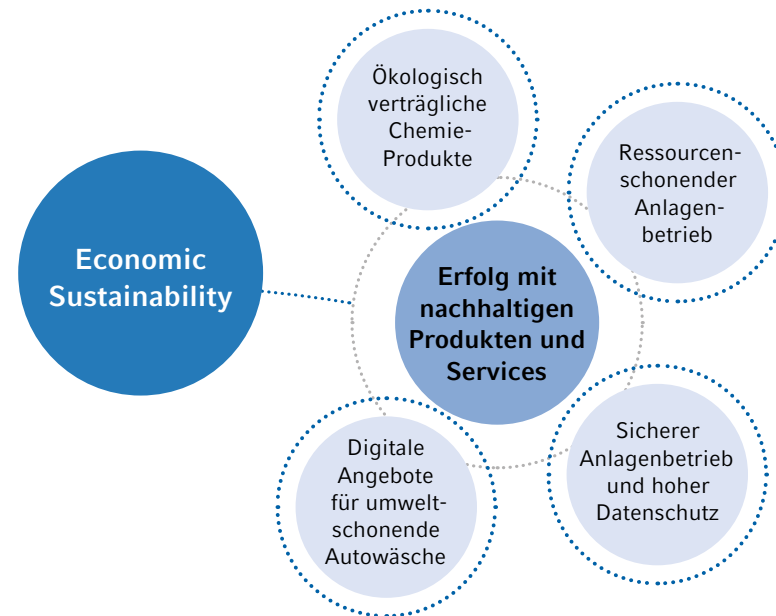 Economic
Sustainability
Erfolg mit
nachhaltigen
Produkten und
Services
Ökologisch
verträgliche
Chemie-
Produkte
Ressourcen-
schonender
Anlagen-
betrieb
Sicherer
Anlagenbetrieb
und hoher
Datenschutz
Digitale
Angebote
für umwelt-
schonende
Autowäsche